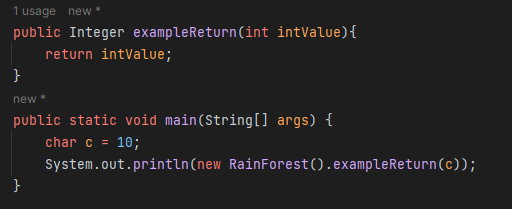 1 usage new *
public Integer exampleReturn(int intValue){
    return intValue;
}
new *
public static void main(String[] args) {
    char c = 10;
    System.out.println(new RainForest().exampleReturn(c));
}